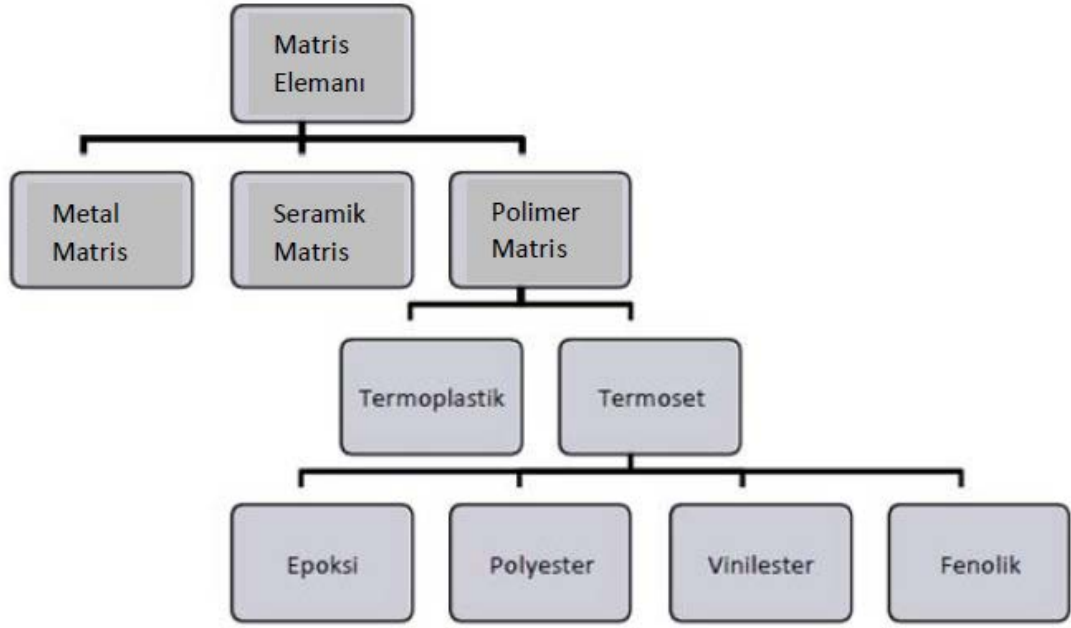 Matris
Elemanı
Metal
Matris
Seramik
Matris
Polimer
Matris
Termoplastik
Termoset
Epoksi
Polyester
Vinilester
Fenolik